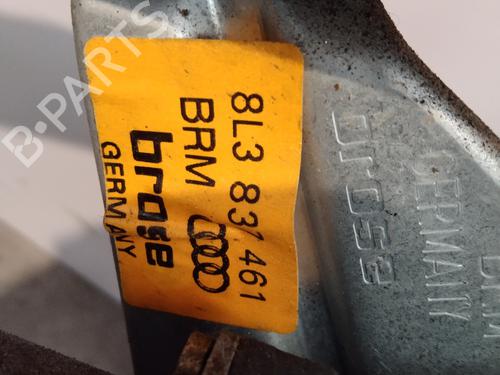 8L3 837 461
BRM
brose
GERMANY
brose
GERMANY
B-PARTS